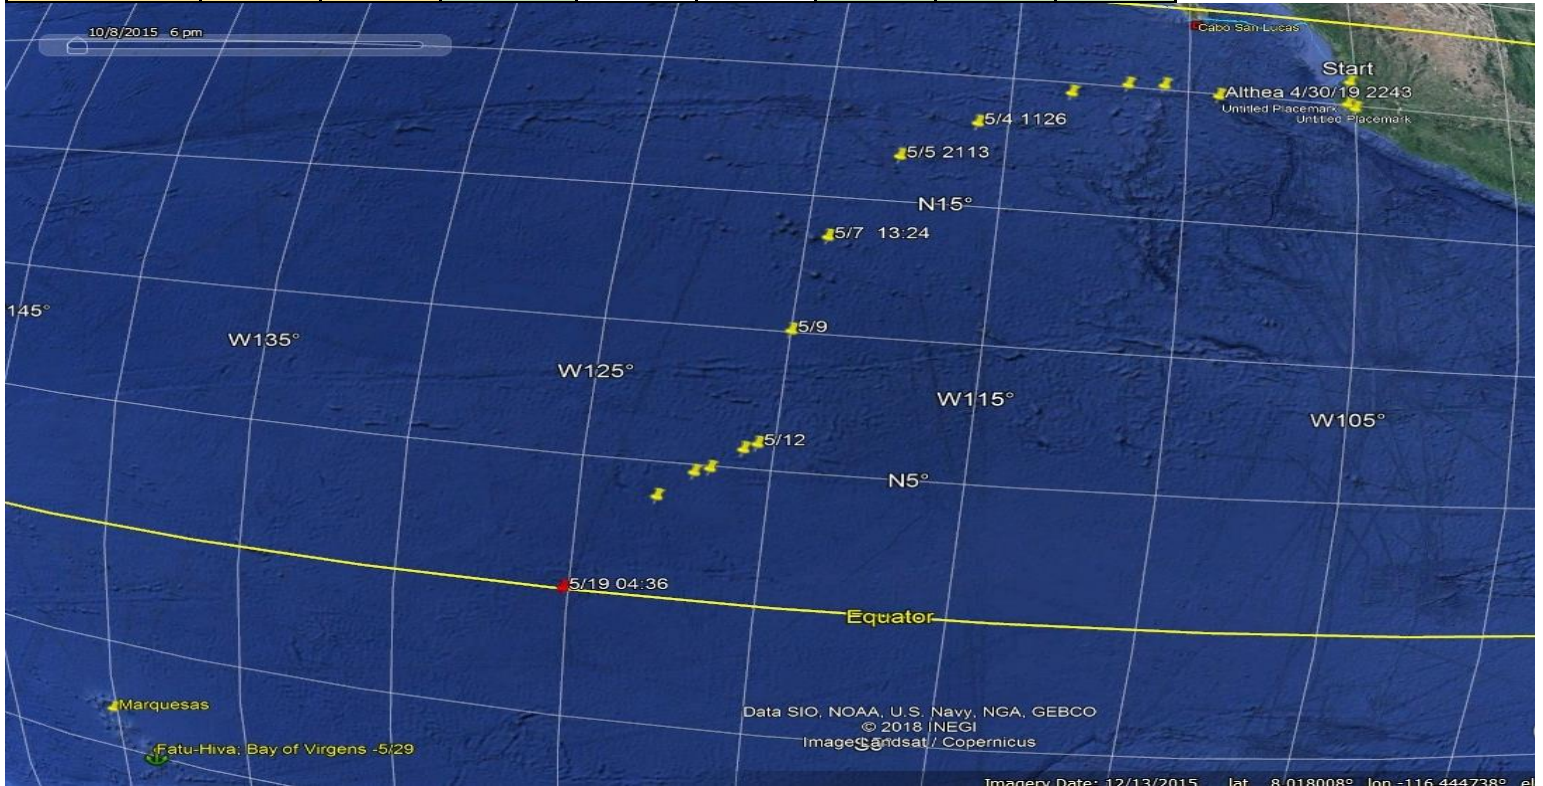 10/8/2015 6 pm
Cabo San Lucas
Start
Althea 4/30/19 2243
Untitled Placemark
Untitled Placemark
5/4 1126
5/5 2113
N15°
5/7 13:24
145°
5/9
W135°
W125°
W115°
W105°
5/12
N5°
5/19 04:36
Equator
Marquesas
Data SIO, NOAA, U.S. Navy, NGA, GEBCO
© 2018 INEGI
Image Landsat / Copernicus
S5°
Fatu-Hiva; Bay of Virgens -5/29
Imagery Date: 12/13/2015 lat 8.018008° lon -116.444738° el